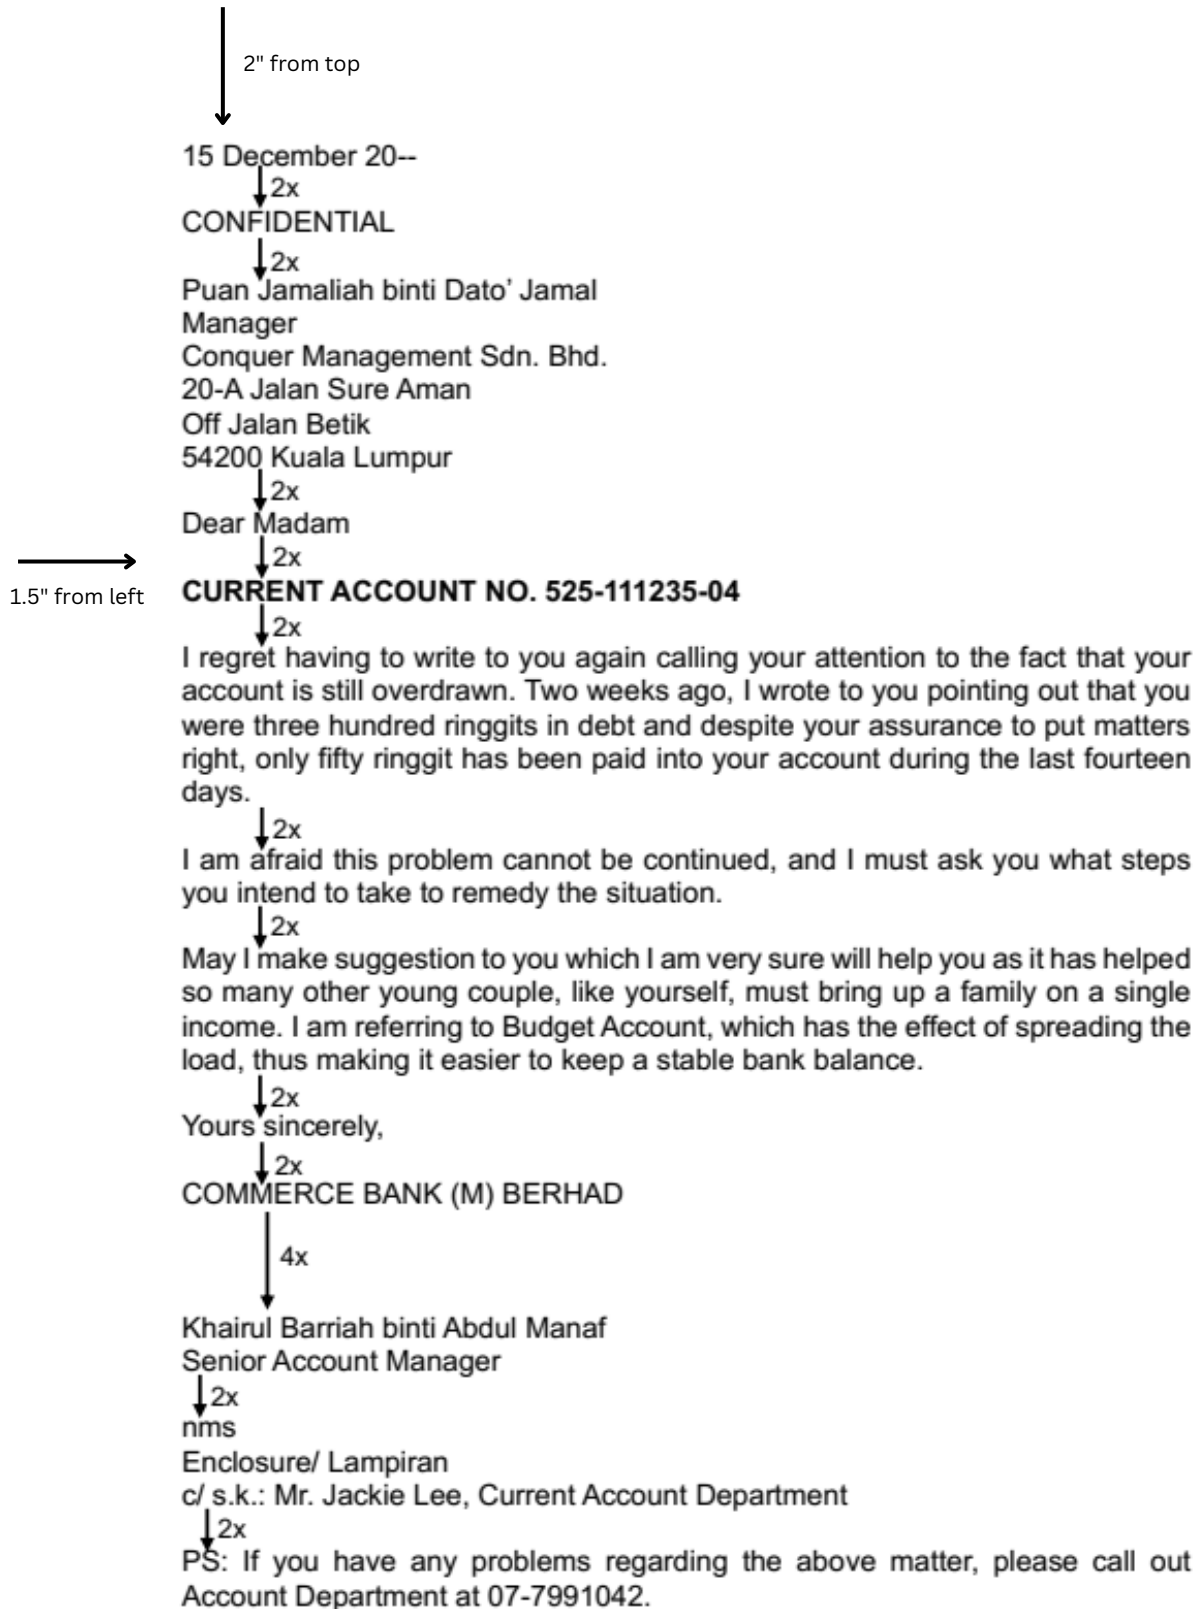 2" from top
15 December 20--
2x
CONFIDENTIAL
2x
Puan Jamaliah binti Dato’ Jamal
Manager
Conquer Management Sdn. Bhd.
20-A Jalan Sure Aman
Off Jalan Betik
54200 Kuala Lumpur
2x
Dear Madam
2x
1.5" from left
CURRENT ACCOUNT NO. 525-111235-04
2x
I regret having to write to you again calling your attention to the fact that your
account is still overdrawn. Two weeks ago, I wrote to you pointing out that you
were three hundred ringgits in debt and despite your assurance to put matters
right, only fifty ringgit has been paid into your account during the last fourteen
days.
2x
I am afraid this problem cannot be continued, and I must ask you what steps
you intend to take to remedy the situation.
2x
May I make suggestion to you which I am very sure will help you as it has helped
so many other young couple, like yourself, must bring up a family on a single
income. I am referring to Budget Account, which has the effect of spreading the
load, thus making it easier to keep a stable bank balance.
2x
Yours sincerely,
2x
COMMERCE BANK (M) BERHAD
4x
Khairul Barriah binti Abdul Manaf
Senior Account Manager
2x
nms
Enclosure/ Lampiran
c/ s.k.: Mr. Jackie Lee, Current Account Department
2x
PS: If you have any problems regarding the above matter, please call out
Account Department at 07-7991042.